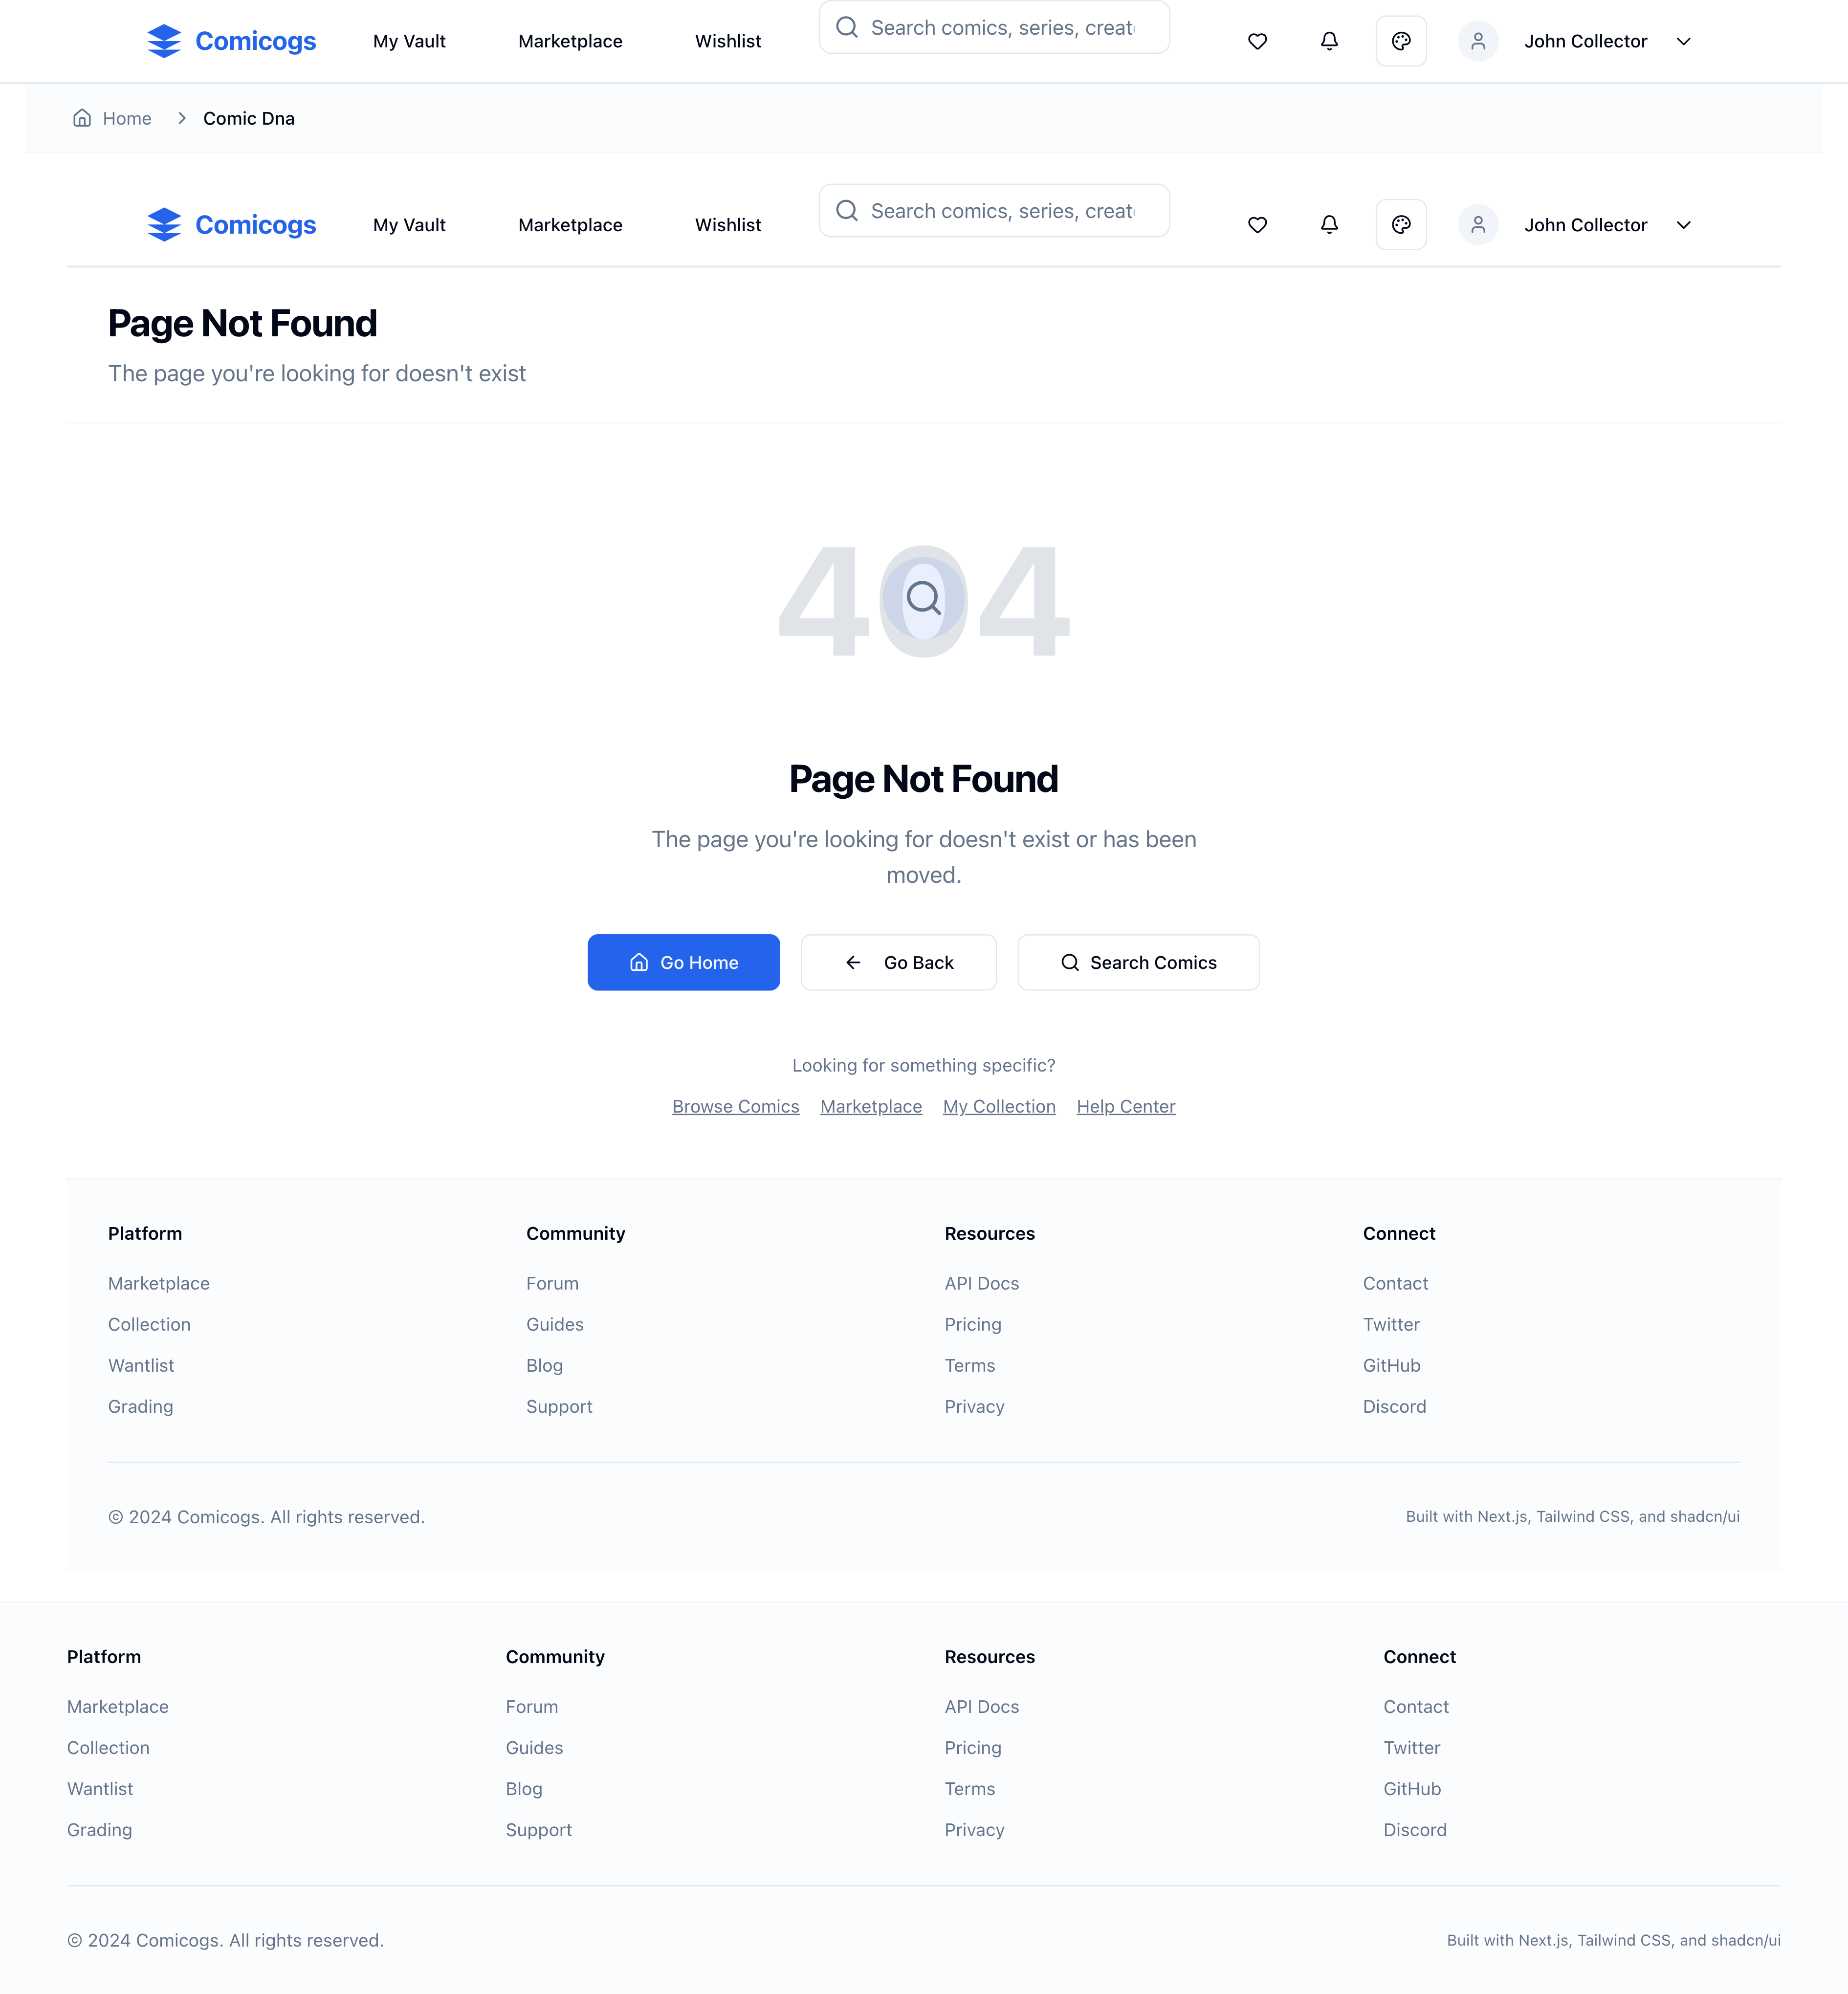 Comicogs My Vault Marketplace Wishlist Search comics, series, creat John Collector
Home Comic Dna
Comicogs My Vault Marketplace Wishlist Search comics, series, creat John Collector
Page Not Found
The page you're looking for doesn't exist
404
Page Not Found
The page you're looking for doesn't exist or has been
moved.
Go Home Go Back Search Comics
Looking for something specific?
Browse Comics Marketplace My Collection Help Center
Platform Community Resources Connect
Marketplace Forum API Docs Contact
Collection Guides Pricing Twitter
Wantlist Blog Terms GitHub
Grading Support Privacy Discord
© 2024 Comicogs. All rights reserved. Built with Next.js, Tailwind CSS, and shadcn/ui
Platform Community Resources Connect
Marketplace Forum API Docs Contact
Collection Guides Pricing Twitter
Wantlist Blog Terms GitHub
Grading Support Privacy Discord
© 2024 Comicogs. All rights reserved. Built with Next.js, Tailwind CSS, and shadcn/ui